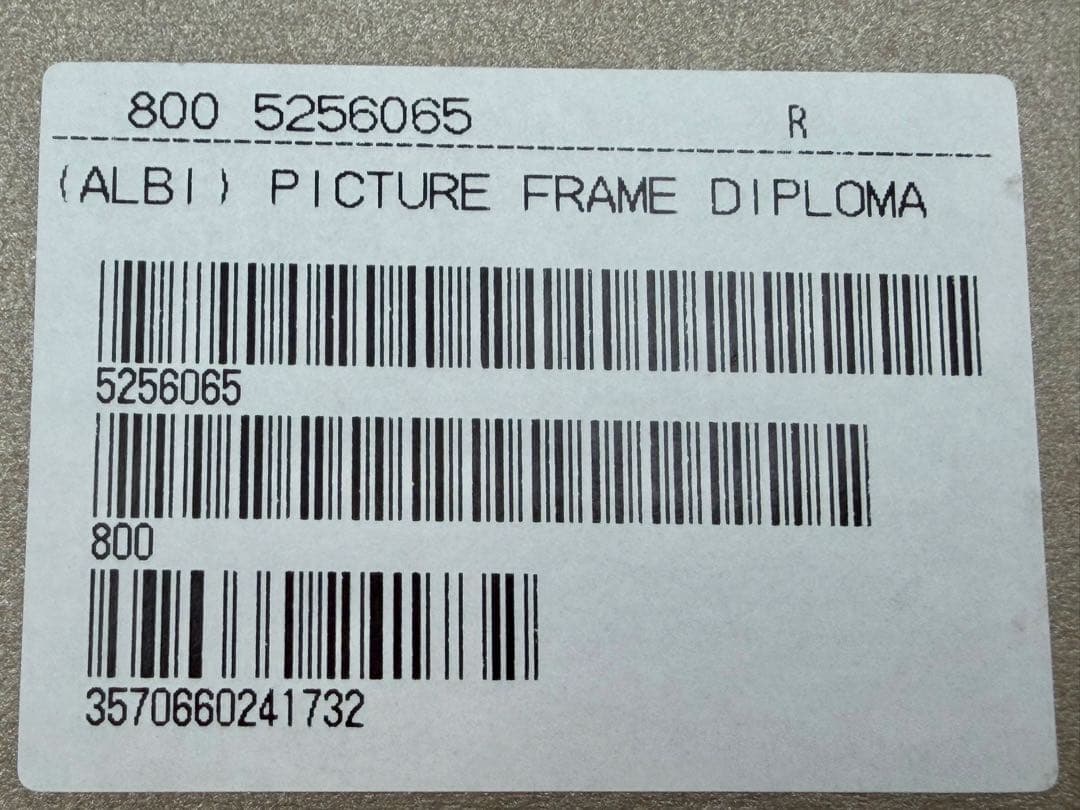 800 5256065 R
(ALBI) PICTURE FRAME DIPLOMA
5256065
800
3570660241732